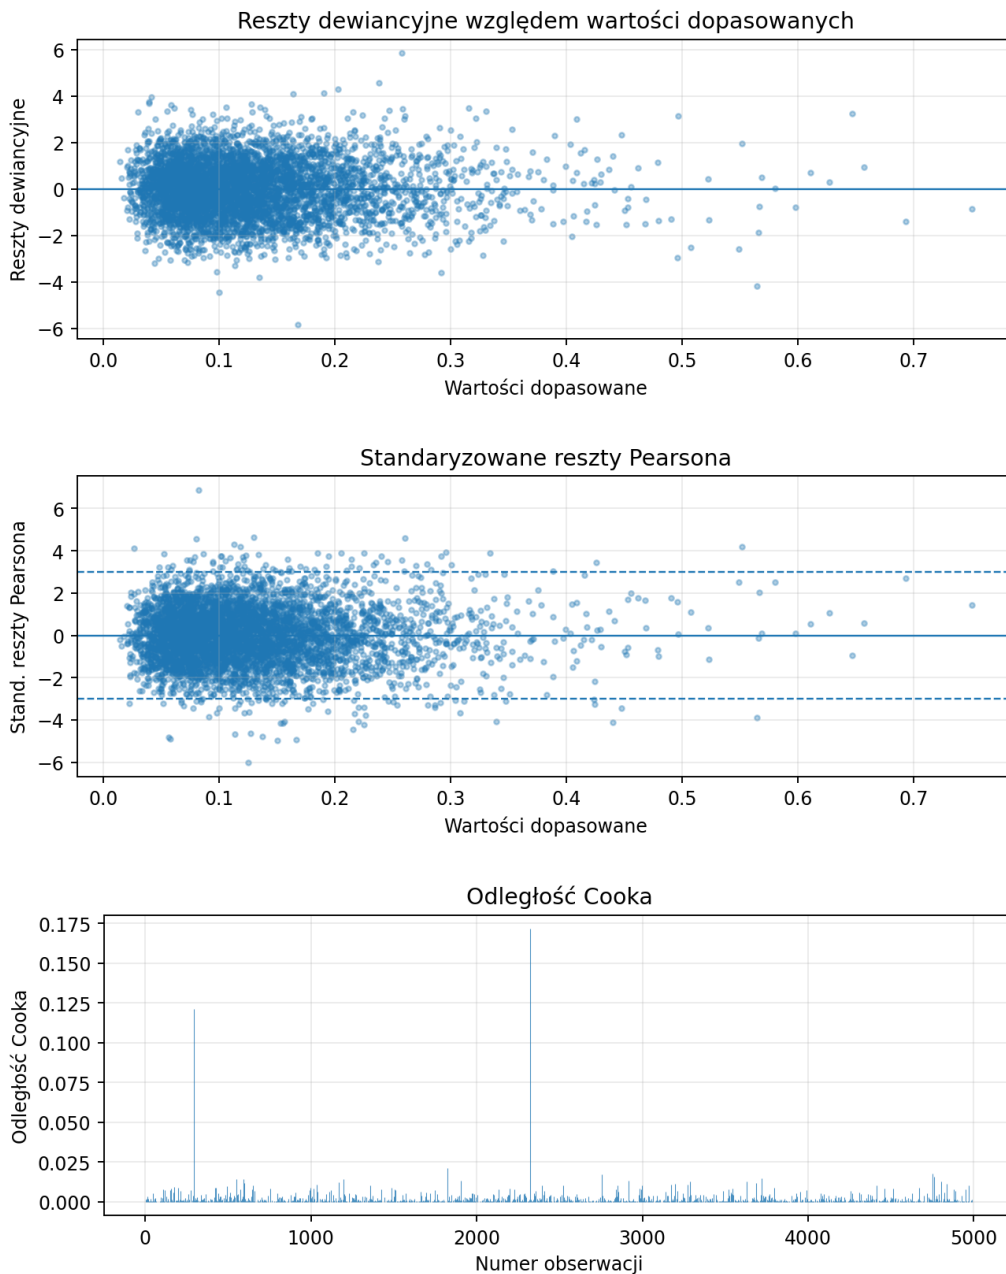 Reszty dewiancyjne względem wartości dopasowanych
Reszty dewiancyjne
6
4
2
0
−2
−4
−6
0.0 0.1 0.2 0.3 0.4 0.5 0.6 0.7
Wartości dopasowane
Standaryzowane reszty Pearsona
Stand. reszty Pearsona
6
4
2
0
−2
−4
−6
0.0 0.1 0.2 0.3 0.4 0.5 0.6 0.7
Wartości dopasowane
Odległość Cooka
Odległość Cooka
0.175
0.150
0.125
0.100
0.075
0.050
0.025
0.000
0 1000 2000 3000 4000 5000
Numer obserwacji